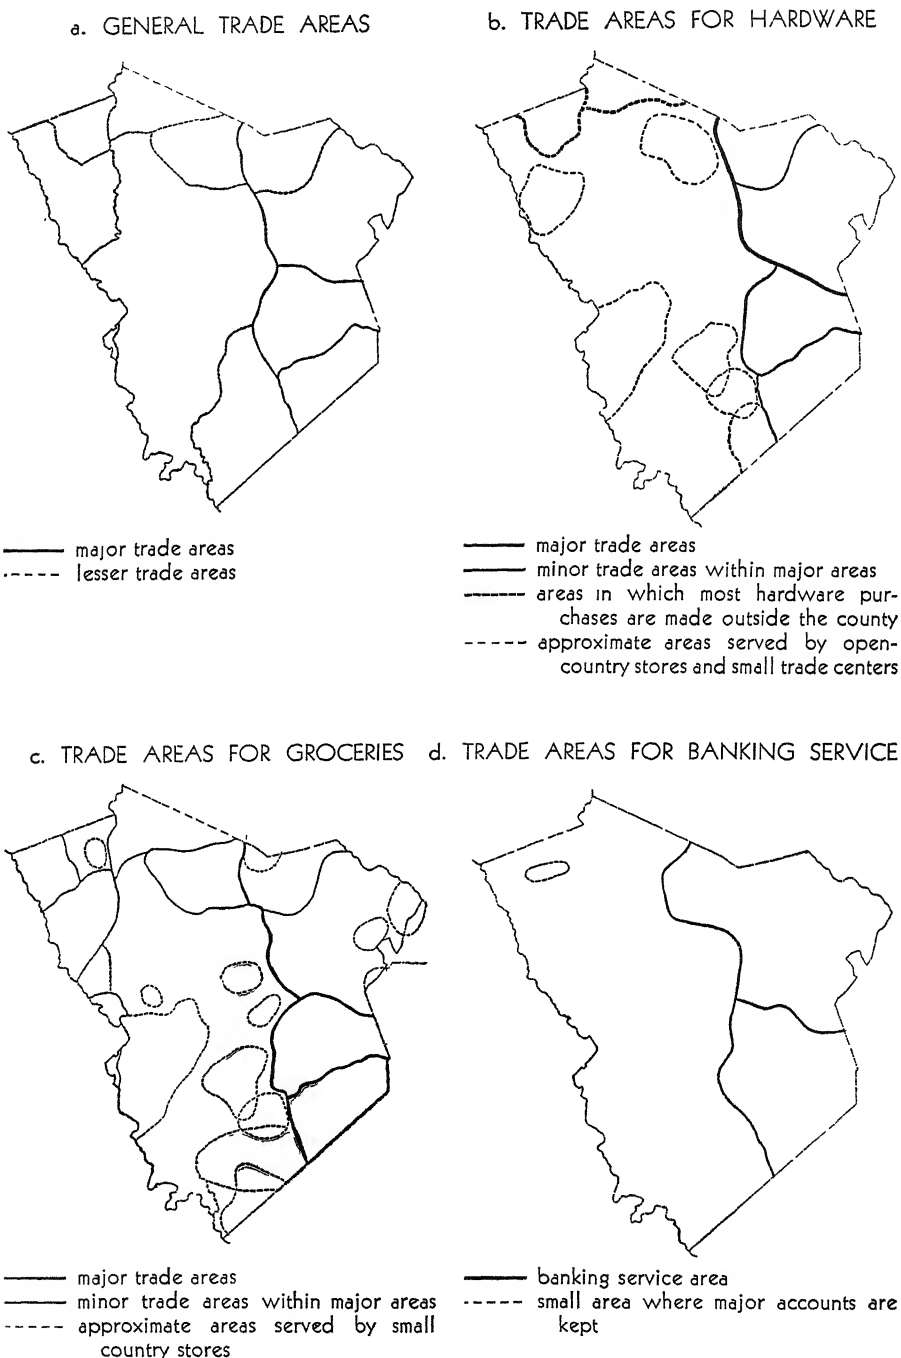 a. GENERAL TRADE AREAS
b. TRADE AREAS FOR HARDWARE
major trade areas
lesser trade areas
major trade areas
minor trade areas within major areas
areas in which most hardware pur-
chases are made outside the county
approximate areas served by open-
country stores and small trade centers
c. TRADE AREAS FOR GROCERIES
d. TRADE AREAS FOR BANKING SERVICE
major trade areas
minor trade areas within major areas
approximate areas served by small
country stores
banking service area
small area where major accounts are
kept